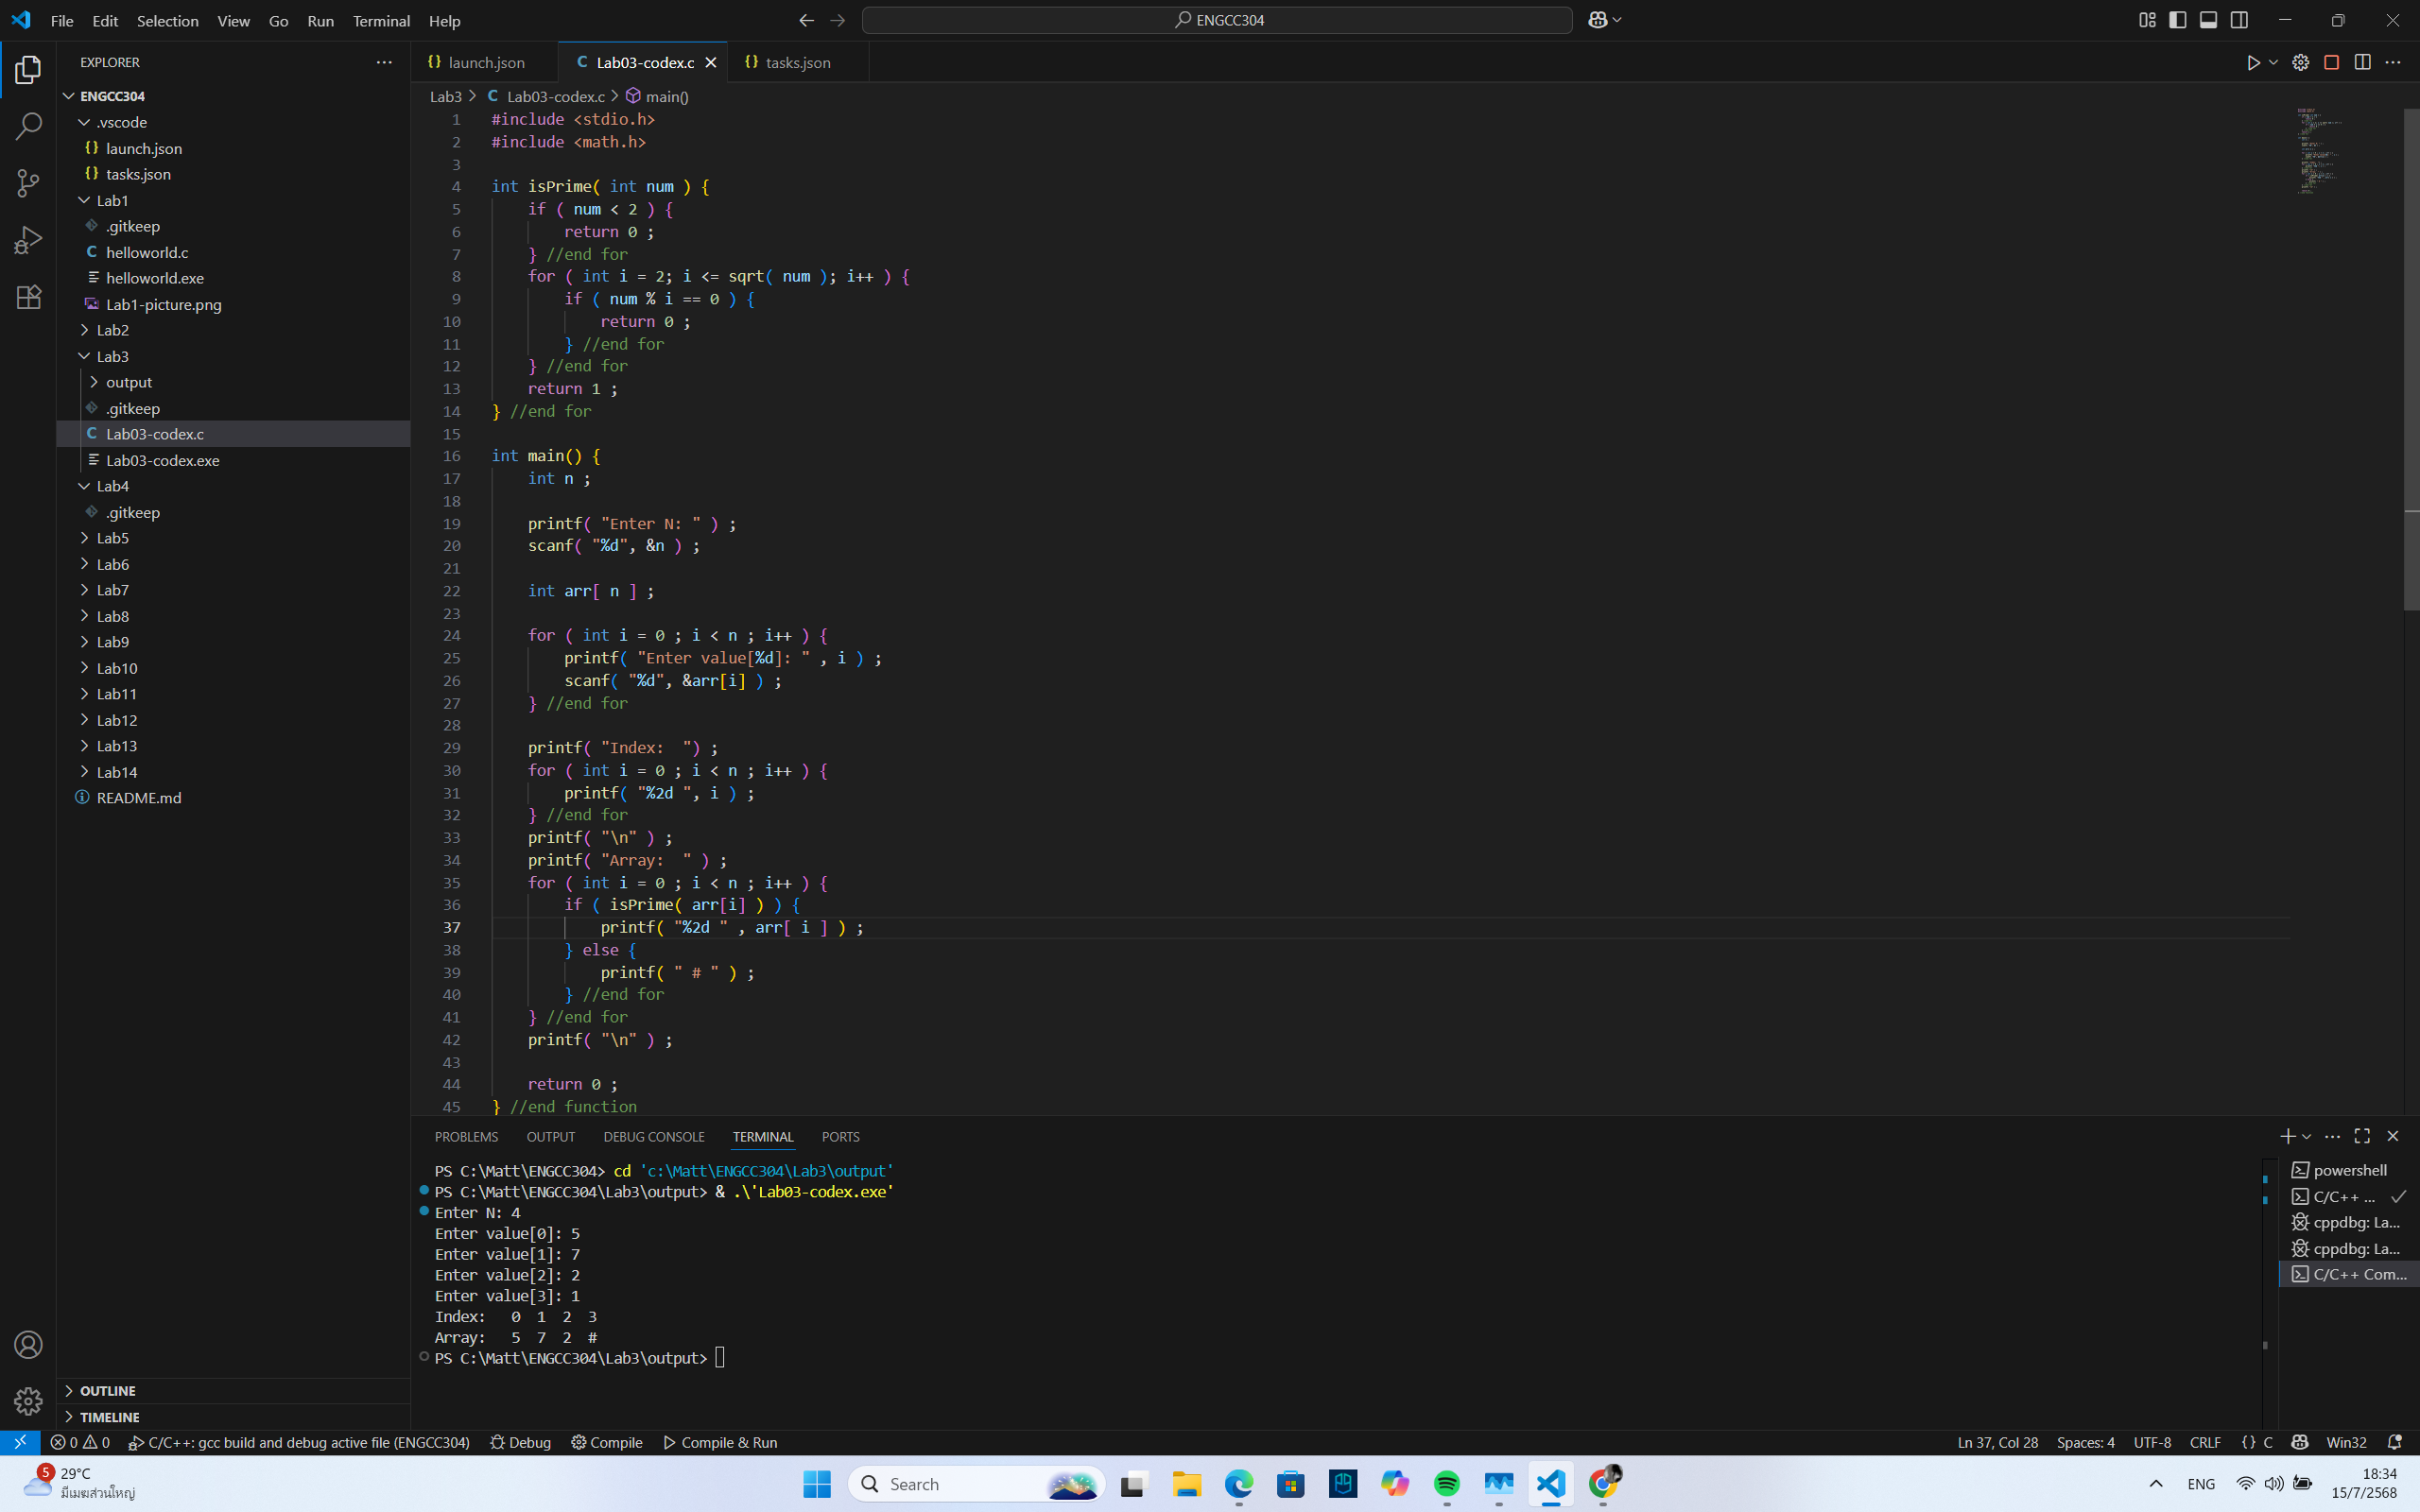 File Edit Selection View Go Run Terminal Help
ENGCC304
EXPLORER
ENGCC304
.vscode
launch.json
tasks.json
Lab1
.gitkeep
helloworld.c
helloworld.exe
Lab1-picture.png
Lab2
Lab3
output
.gitkeep
Lab03-codex.c
Lab03-codex.exe
Lab4
.gitkeep
Lab5
Lab6
Lab7
Lab8
Lab9
Lab10
Lab11
Lab12
Lab13
Lab14
README.md
OUTLINE
TIMELINE
launch.json Lab03-codex.c tasks.json
Lab3 > C Lab03-codex.c > main()
1 #include <stdio.h>
2 #include <math.h>
3
4 int isPrime( int num ) {
5 if ( num < 2 ) {
6 return 0 ;
7 } //end for
8 for ( int i = 2; i <= sqrt( num ); i++ ) {
9 if ( num % i == 0 ) {
10 return 0 ;
11 } //end for
12 } //end for
13 return 1 ;
14 } //end for
15
16 int main() {
17 int n ;
18
19 printf( "Enter N: " ) ;
20 scanf( "%d", &n ) ;
21
22 int arr[ n ] ;
23
24 for ( int i = 0 ; i < n ; i++ ) {
25 printf( "Enter value[%d]: " , i ) ;
26 scanf( "%d", &arr[i] ) ;
27 } //end for
28
29 printf( "Index:  ") ;
30 for ( int i = 0 ; i < n ; i++ ) {
31 printf( "%2d ", i ) ;
32 } //end for
33 printf( "\n" ) ;
34 printf( "Array:  " ) ;
35 for ( int i = 0 ; i < n ; i++ ) {
36 if ( isPrime( arr[i] ) ) {
37 printf( "%2d " , arr[ i ] ) ;
38 } else {
39 printf( " # " ) ;
40 } //end for
41 } //end for
42 printf( "\n" ) ;
43
44 return 0 ;
45 } //end function
PROBLEMS OUTPUT DEBUG CONSOLE TERMINAL PORTS
PS C:\Matt\ENGCC304> cd 'c:\Matt\ENGCC304\Lab3\output'
PS C:\Matt\ENGCC304\Lab3\output> & .\'Lab03-codex.exe'
Enter N: 4
Enter value[0]: 5
Enter value[1]: 7
Enter value[2]: 2
Enter value[3]: 1
Index:   0  1  2  3
Array:   5  7  2  #
PS C:\Matt\ENGCC304\Lab3\output>
powershell
C/C++ ...
cppdbg: La...
cppdbg: La...
C/C++ Com...
0 0 C/C++: gcc build and debug active file (ENGCC304) Debug Compile Compile & Run
Ln 37, Col 28 Spaces: 4 UTF-8 CRLF {} C Win32
5
29°C
มีเมฆส่วนใหญ่
Search
ENG
18:34
15/7/2568